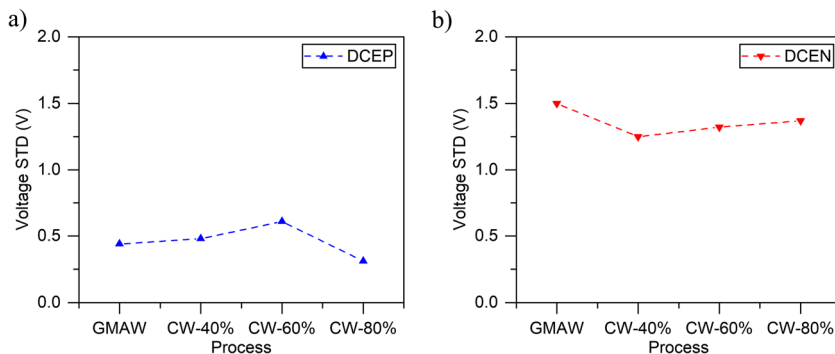 a)
2.0
1.5
1.0
0.5
0.0
Voltage STD (V)
DCEP
GMAW CW-40% CW-60% CW-80%
Process
b)
2.0
1.5
1.0
0.5
0.0
Voltage STD (V)
DCEN
GMAW CW-40% CW-60% CW-80%
Process